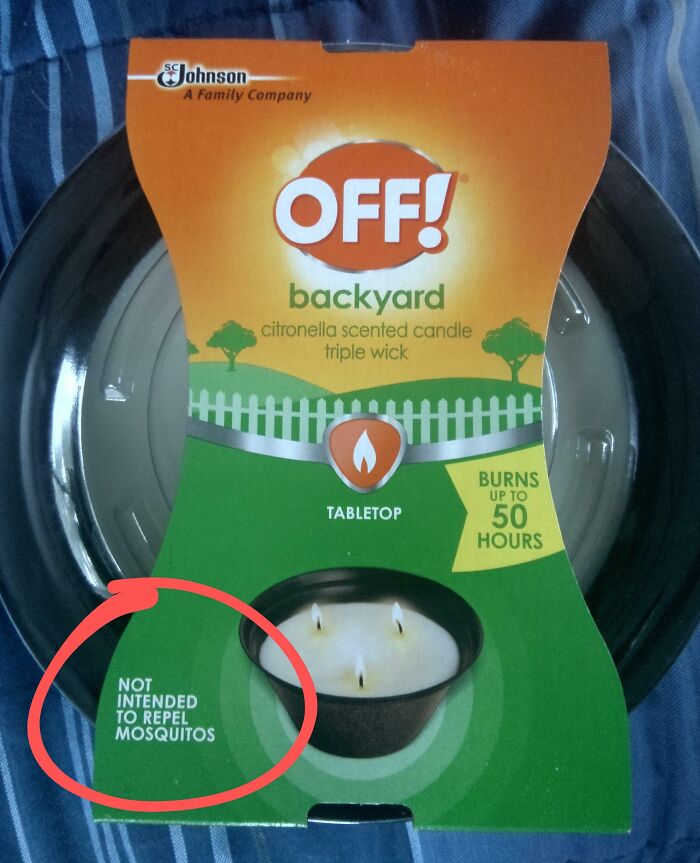 SC Johnson
A Family Company
OFF!®
backyard
citronella scented candle
triple wick
TABLETOP
BURNS
UP TO
50
HOURS
NOT
INTENDED
TO REPEL
MOSQUITOS